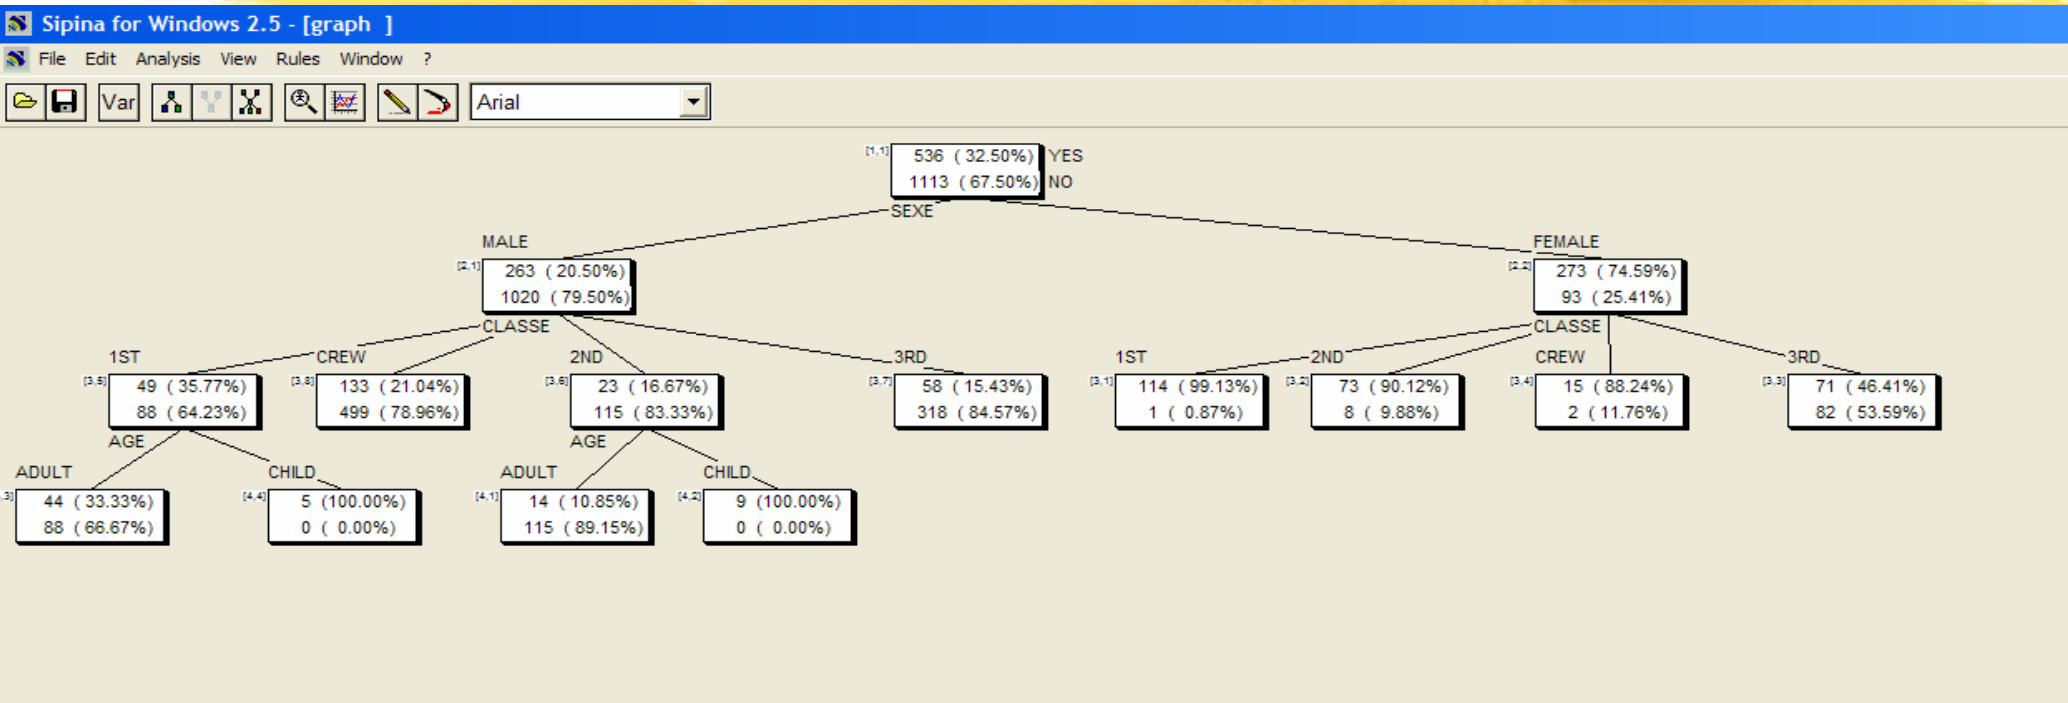 Sipina for Windows 2.5 - [graph ]
File Edit Analysis View Rules Window ?
Var Arial
[1,1] 536 ( 32.50%) YES
1113 ( 67.50%) NO
SEXE
MALE FEMALE
[2,1] 263 ( 20.50%) [2,2] 273 ( 74.59%)
1020 ( 79.50%) 93 ( 25.41%)
CLASSE CLASSE
1ST CREW 2ND 3RD 1ST 2ND CREW 3RD
[3,5] 49 ( 35.77%) [3,8] 133 ( 21.04%) [3,6] 23 ( 16.67%) [3,7] 58 ( 15.43%) [3,1] 114 ( 99.13%) [3,2] 73 ( 90.12%) [3,4] 15 ( 88.24%) [3,3] 71 ( 46.41%)
88 ( 64.23%) 499 ( 78.96%) 115 ( 83.33%) 318 ( 84.57%) 1 ( 0.87%) 8 ( 9.88%) 2 ( 11.76%) 82 ( 53.59%)
AGE AGE
ADULT CHILD ADULT CHILD
,3] 44 ( 33.33%) [4,4] 5 (100.00%) [4,1] 14 ( 10.85%) [4,2] 9 (100.00%)
88 ( 66.67%) 0 ( 0.00%) 115 ( 89.15%) 0 ( 0.00%)